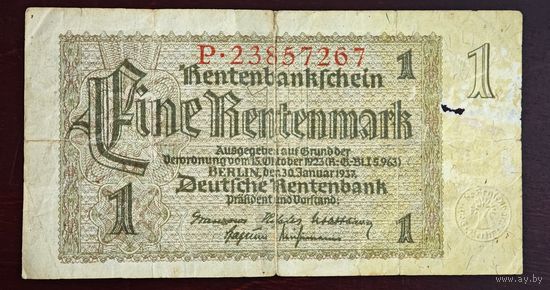 P·23857267
Rentenbankschein
1
1
Eine Rentenmark
Ausgegeben auf Grund der
Verordnung vom 15. Oktober 1923 (R.-G-Bl.I S.963)
BERLIN, den 30. Januar 1937
Deutsche Rentenbank
Präsident und Vorstand:
1
1
www.ay.by